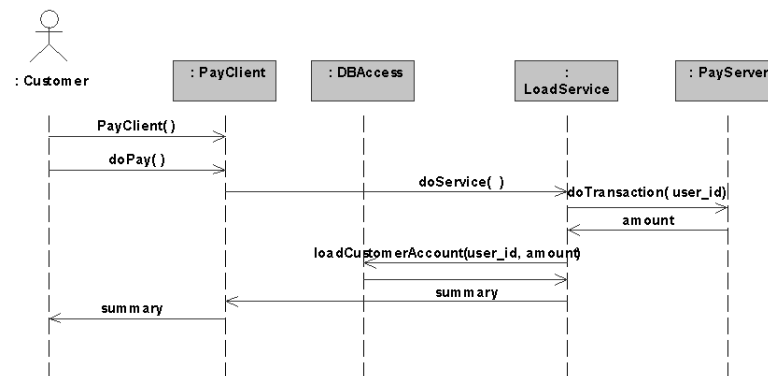 : Customer
: PayClient
: DBAccess
:
LoadService
: PayServer
PayClient( )
doPay( )
doService(  )
doTransaction( user_id)
amount
loadCustomerAccount(user_id, amount)
summary
summary